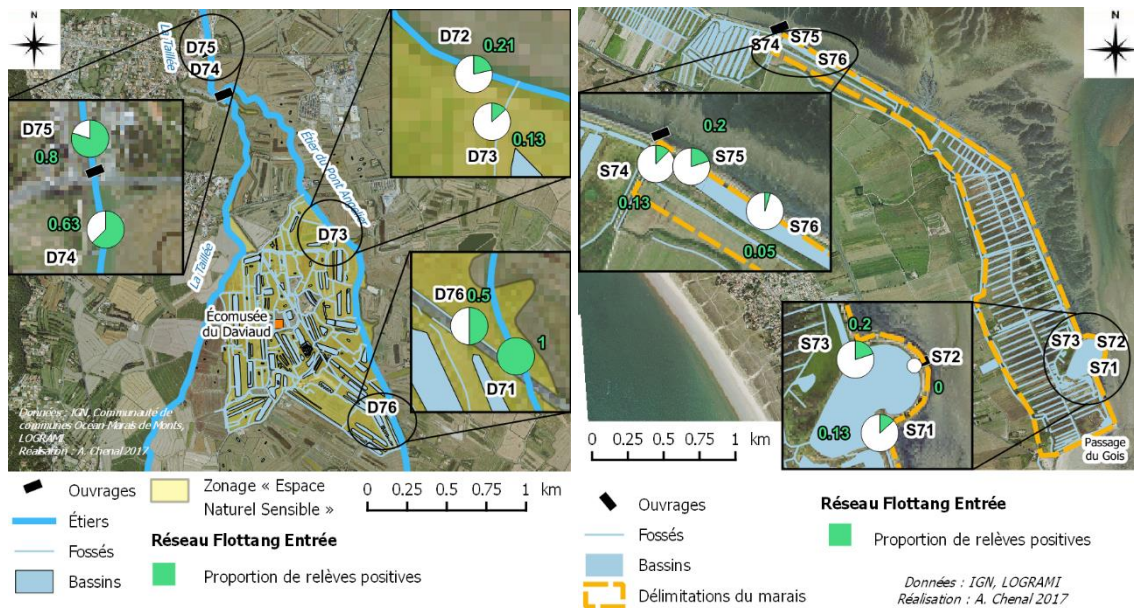 La Taillée
D75
D74
D72
0.21
0.13
D73
D75
0.8
0.63
D74
Étier du Pont
D73
La Taillée
Écomusée
du Daviaud
D76
0.5
1
D71
D76
Données : IGN, Communauté de
communes Océan-Marais de Monts,
LOGRAMI
Réalisation : A. Chenal 2017
Ouvrages
Étiers
Fossés
Bassins
Zonage « Espace
Naturel Sensible »
0 0.25 0.5 0.75 1 km
Réseau Flottang Entrée
Proportion de relèves positives
S74
S75
S76
0.2
S74
S75
0.13
S76
0.05
S73
S72
S71
0.2
S73
S72
0
0.13
S71
Passage
du Gois
0 0.25 0.5 0.75 1 km
Ouvrages
Fossés
Bassins
Délimitations du marais
Réseau Flottang Entrée
Proportion de relèves positives
Données : IGN, LOGRAMI
Réalisation : A. Chenal 2017